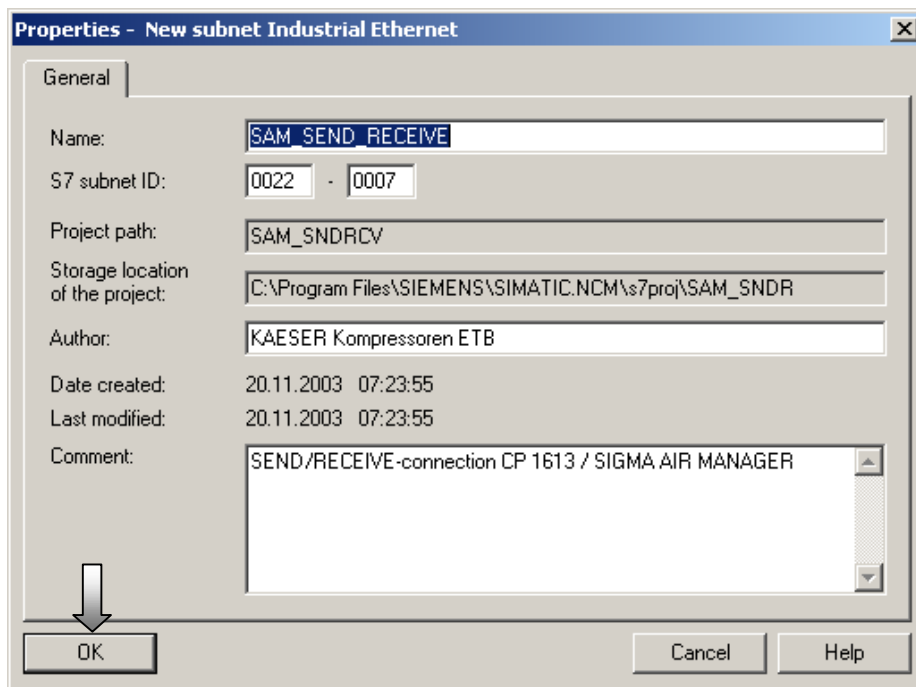 Properties - New subnet Industrial Ethernet
General
Name: SAM_SEND_RECEIVE
S7 subnet ID: 0022 - 0007
Project path: SAM_SNDRCV
Storage location
of the project: C:\Program Files\SIEMENS\SIMATIC.NCM\s7proj\SAM_SNDR
Author: KAESER Kompressoren ETB
Date created: 20.11.2003 07:23:55
Last modified: 20.11.2003 07:23:55
Comment: SEND/RECEIVE-connection CP 1613 / SIGMA AIR MANAGER
OK Cancel Help